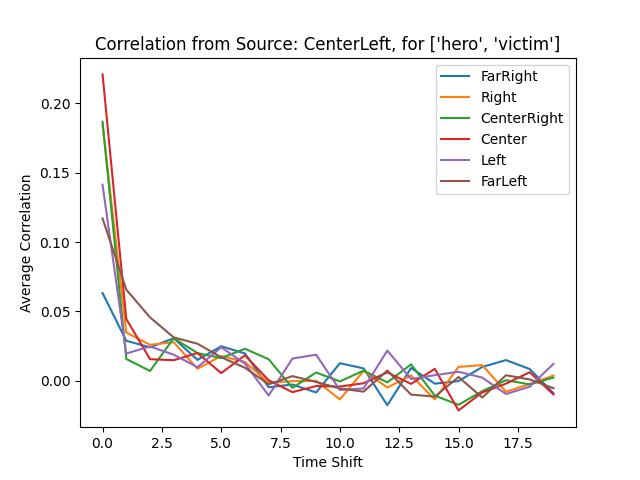 Correlation from Source: CenterLeft, for ['hero', 'victim']
FarRight
Right
CenterRight
Center
Left
FarLeft
Average Correlation
0.20
0.15
0.10
0.05
0.00
0.0 2.5 5.0 7.5 10.0 12.5 15.0 17.5
Time Shift